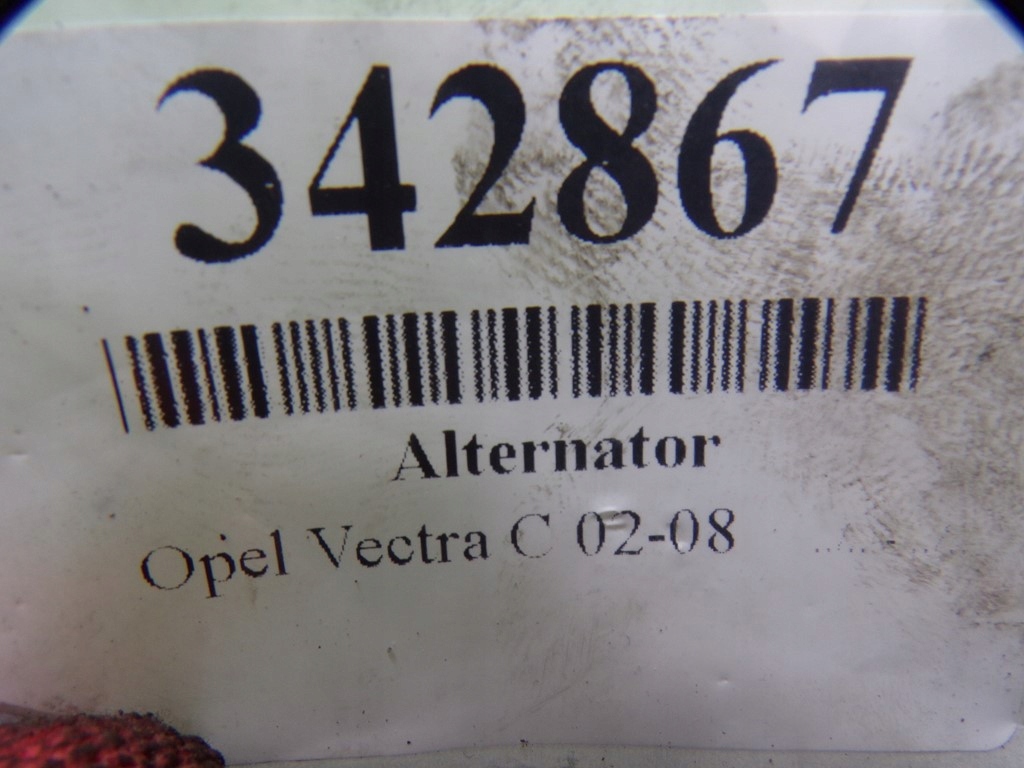 342867
Alternator
Opel Vectra C 02-08